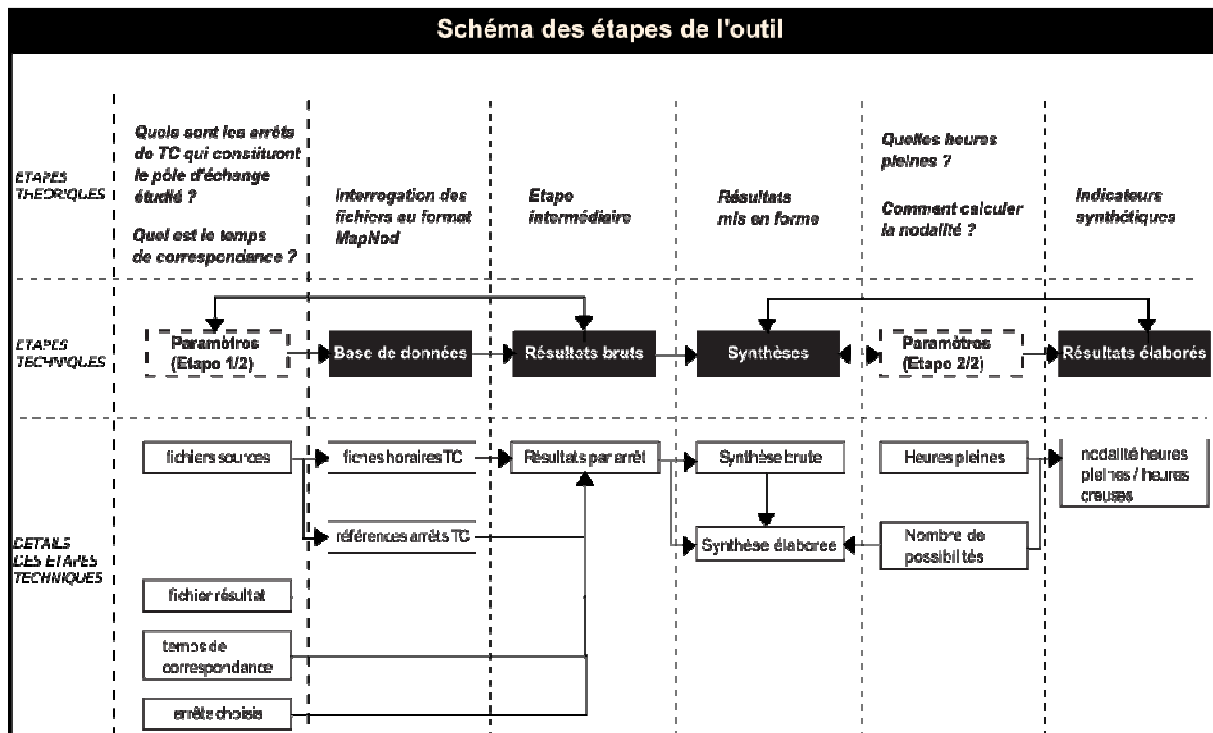 Schéma des étapes de l'outil
ETAPES
THEORIQUES
Quels sont les arrêts
de TC qui constituent
le pôle d'échange
étudié ?
Quel est le temps
de correspondance ?
Interrogation des
fichiers au format
MapNod
Etape
intermédiaire
Résultats
mis en forme
Quelles heures
pleines ?
Comment calculer
la nodalité ?
Indicateurs
synthétiques
ETAPES
TECHNIQUES
Paramètres
(Etape 1/2)
Base de données
Résultats bruts
Synthèses
Paramètres
(Etape 2/2)
Résultats élaborés
DETAILS
DES ETAPES
TECHNIQUES
fichiers sources
fiches horaires TC
Résultats par arrêt
Synthèse brute
Heures pleines
nodalité heures
pleines / heures
creuses
références arrêts TC
Synthèse élaboree
Nombre de
possibilités
fichier résultat
temps de
correspondance
arrêts choisis